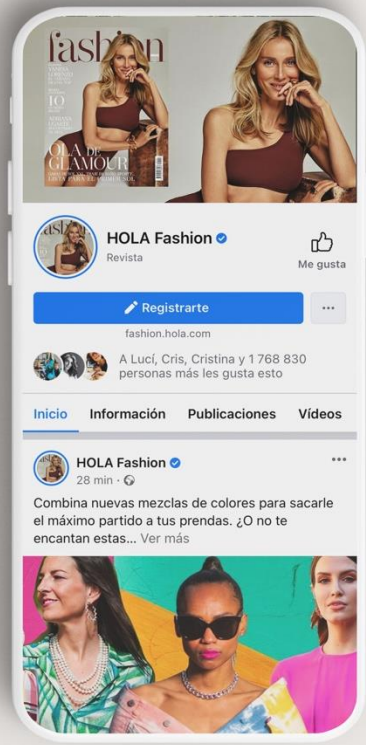 fashion
10
OLA DE
GLAMOUR
HOLA Fashion
Revista
Me gusta
Registrarte
...
fashion.hola.com
A Lucí, Cris, Cristina y 1 768 830
personas más les gusta esto
Inicio Información Publicaciones Vídeos
HOLA Fashion
...
28 min ·
Combina nuevas mezclas de colores para sacarle
el máximo partido a tus prendas. ¿O no te
encantan estas... Ver más